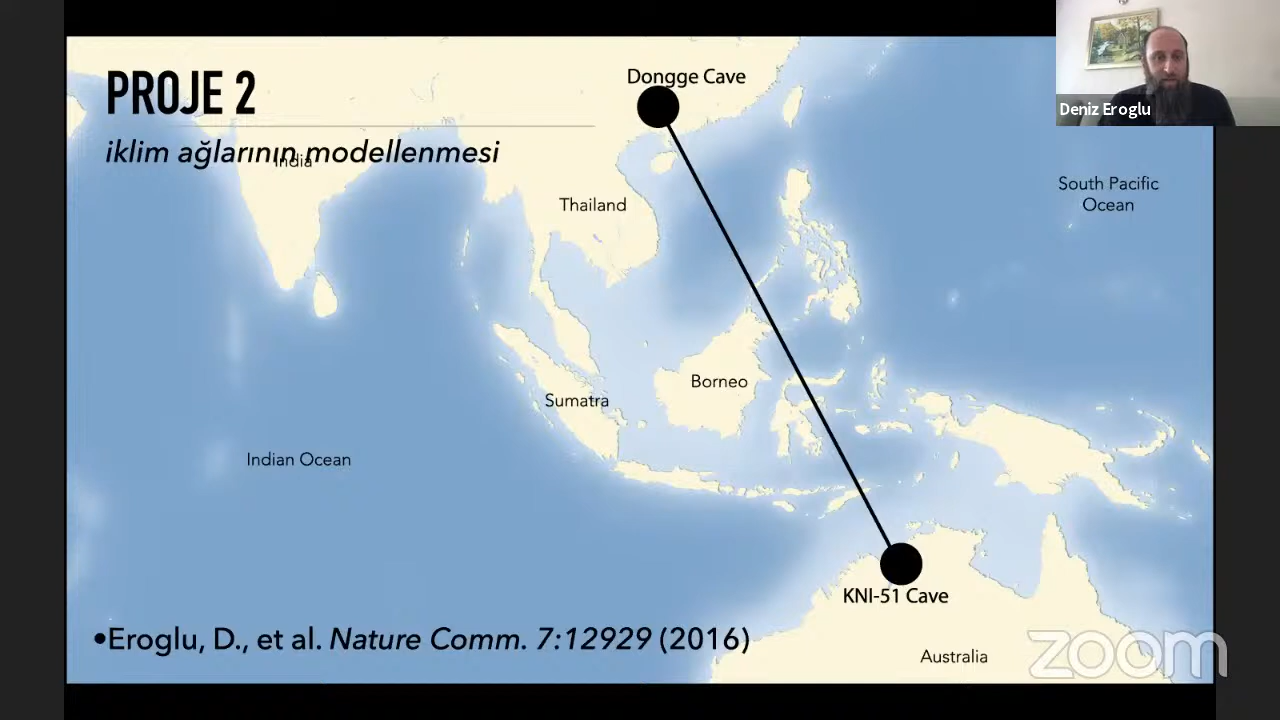 PROJE 2
iklim ağlarının modellenmesi
India
Dongge Cave
Deniz Eroglu
South Pacific
Ocean
Thailand
Borneo
Sumatra
Indian Ocean
KNI-51 Cave
•Eroglu, D., et al. Nature Comm. 7:12929 (2016)
Australia
zoom